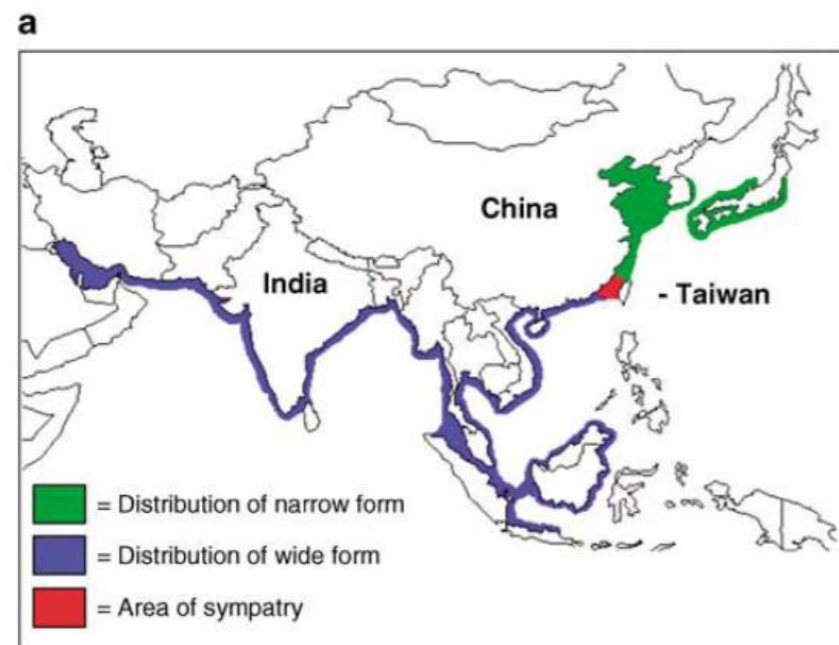 a
China
India
- Taiwan
= Distribution of narrow form
= Distribution of wide form
= Area of sympatry